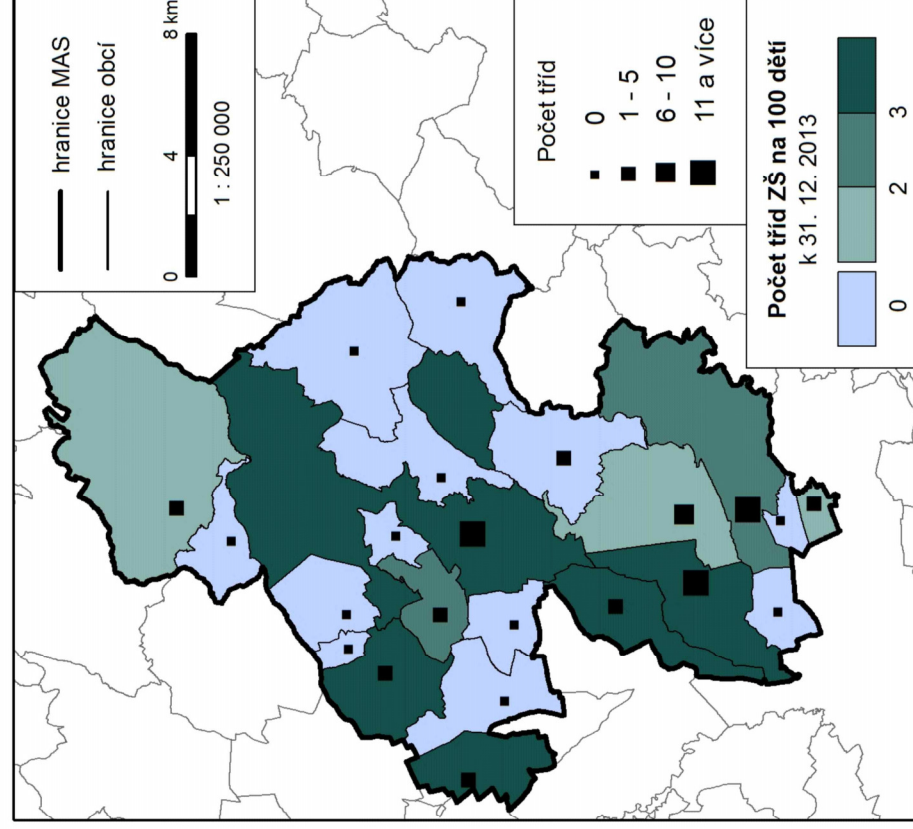 hranice MAS
hranice obcí
0 4 8 km
1 : 250 000
Počet tříd
0
1 - 5
6 - 10
11 a více
Počet tříd ZŠ na 100 dětí
k 31. 12. 2013
0 2 3